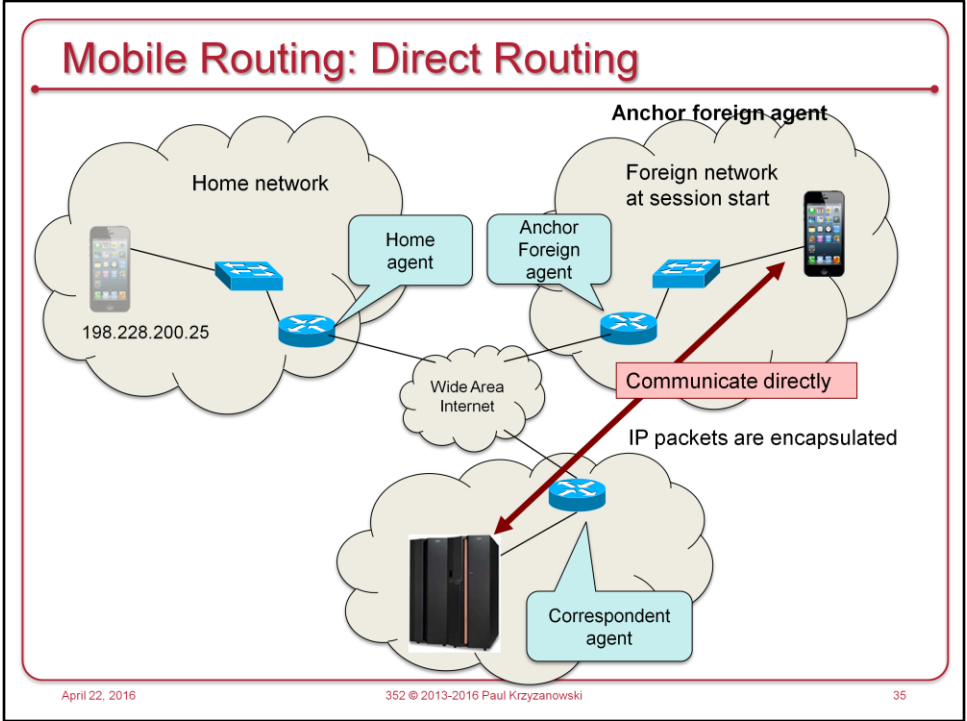 Mobile Routing: Direct Routing
Anchor foreign agent
Home network
Foreign network
at session start
Home
agent
Anchor
Foreign
agent
198.228.200.25
Wide Area
Internet
Communicate directly
IP packets are encapsulated
Correspondent
agent
April 22, 2016
352 © 2013-2016 Paul Krzyzanowski
35